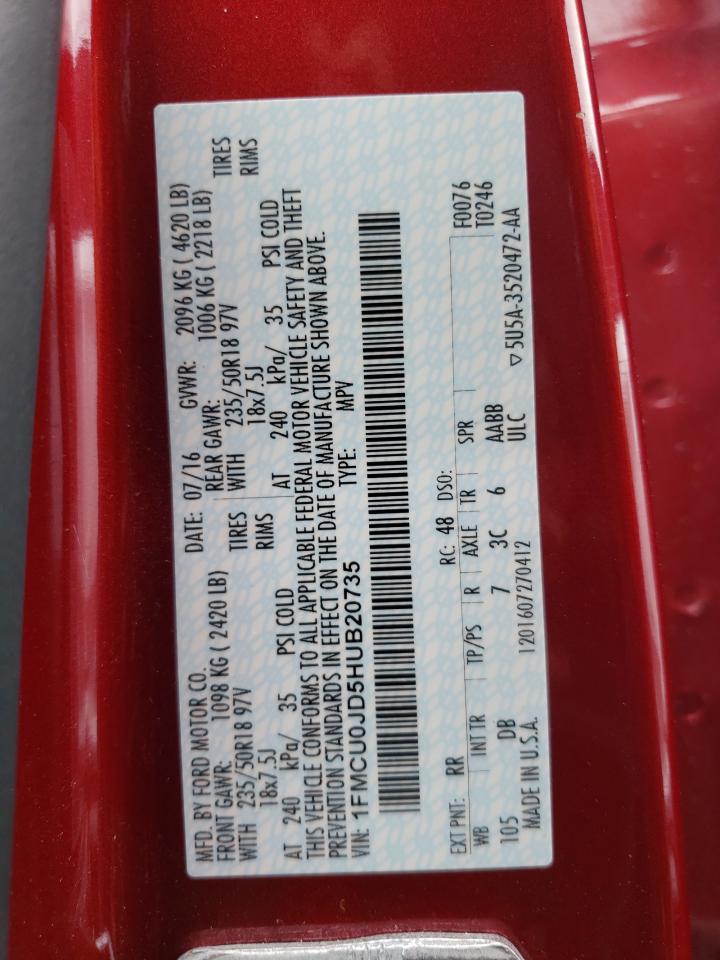 MFD. BY FORD MOTOR CO. DATE: 07/16 GVWR: 2096 KG ( 4620 LB)
FRONT GAWR: 1098 KG ( 2420 LB) REAR GAWR: 1006 KG ( 2218 LB)
WITH 235/50R18 97V TIRES WITH 235/50R18 97V TIRES
18x7.5J RIMS 18x7.5J RIMS
AT 240 kPa/ 35 PSI COLD AT 240 kPa/ 35 PSI COLD
THIS VEHICLE CONFORMS TO ALL APPLICABLE FEDERAL MOTOR VEHICLE SAFETY AND THEFT
PREVENTION STANDARDS IN EFFECT ON THE DATE OF MANUFACTURE SHOWN ABOVE.
VIN: 1FMCU0JD5HUB20735 TYPE: MPV
EXT PNT: RR RC: 48 DSO: F0076
WB INT TR TP/PS R AXLE TR SPR T0246
105 DB 7 3C 6 AABB
ULC
MADE IN U.S.A. 1201607270412 ▽5U5A-3520472-AA